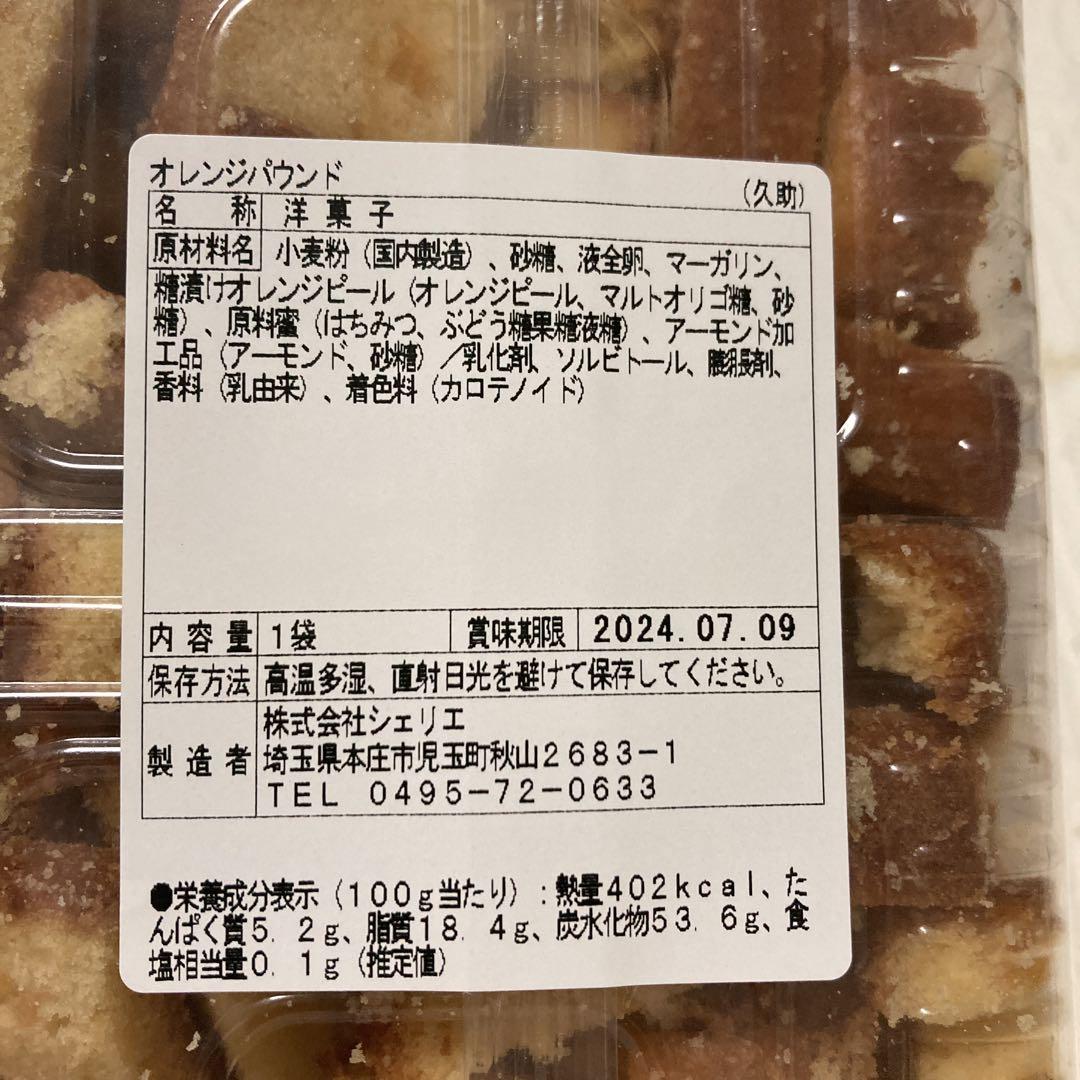 オレンジパウンド
(久助)
名 称 洋菓子
原材料名 小麦粉(国内製造)、砂糖、液全卵、マーガリン、
糖漬けオレンジピール(オレンジピール、マルトオリゴ糖、砂
糖)、原料蜜(はちみつ、ぶどう糖果糖液糖)、アーモンド加
工品(アーモンド、砂糖)/乳化剤、ソルビトール、膨張剤、
香料(乳由来)、着色料(カロテノイド)
内容量 1袋 賞味期限 2024.07.09
保存方法 高温多湿、直射日光を避けて保存してください。
株式会社シェリエ
製造者 埼玉県本庄市児玉町秋山2683-1
TEL 0495-72-0633
●栄養成分表示(100g当たり):熱量402kcal、た
んぱく質5.2g、脂質18.4g、炭水化物53.6g、食
塩相当量0.1g(推定値)